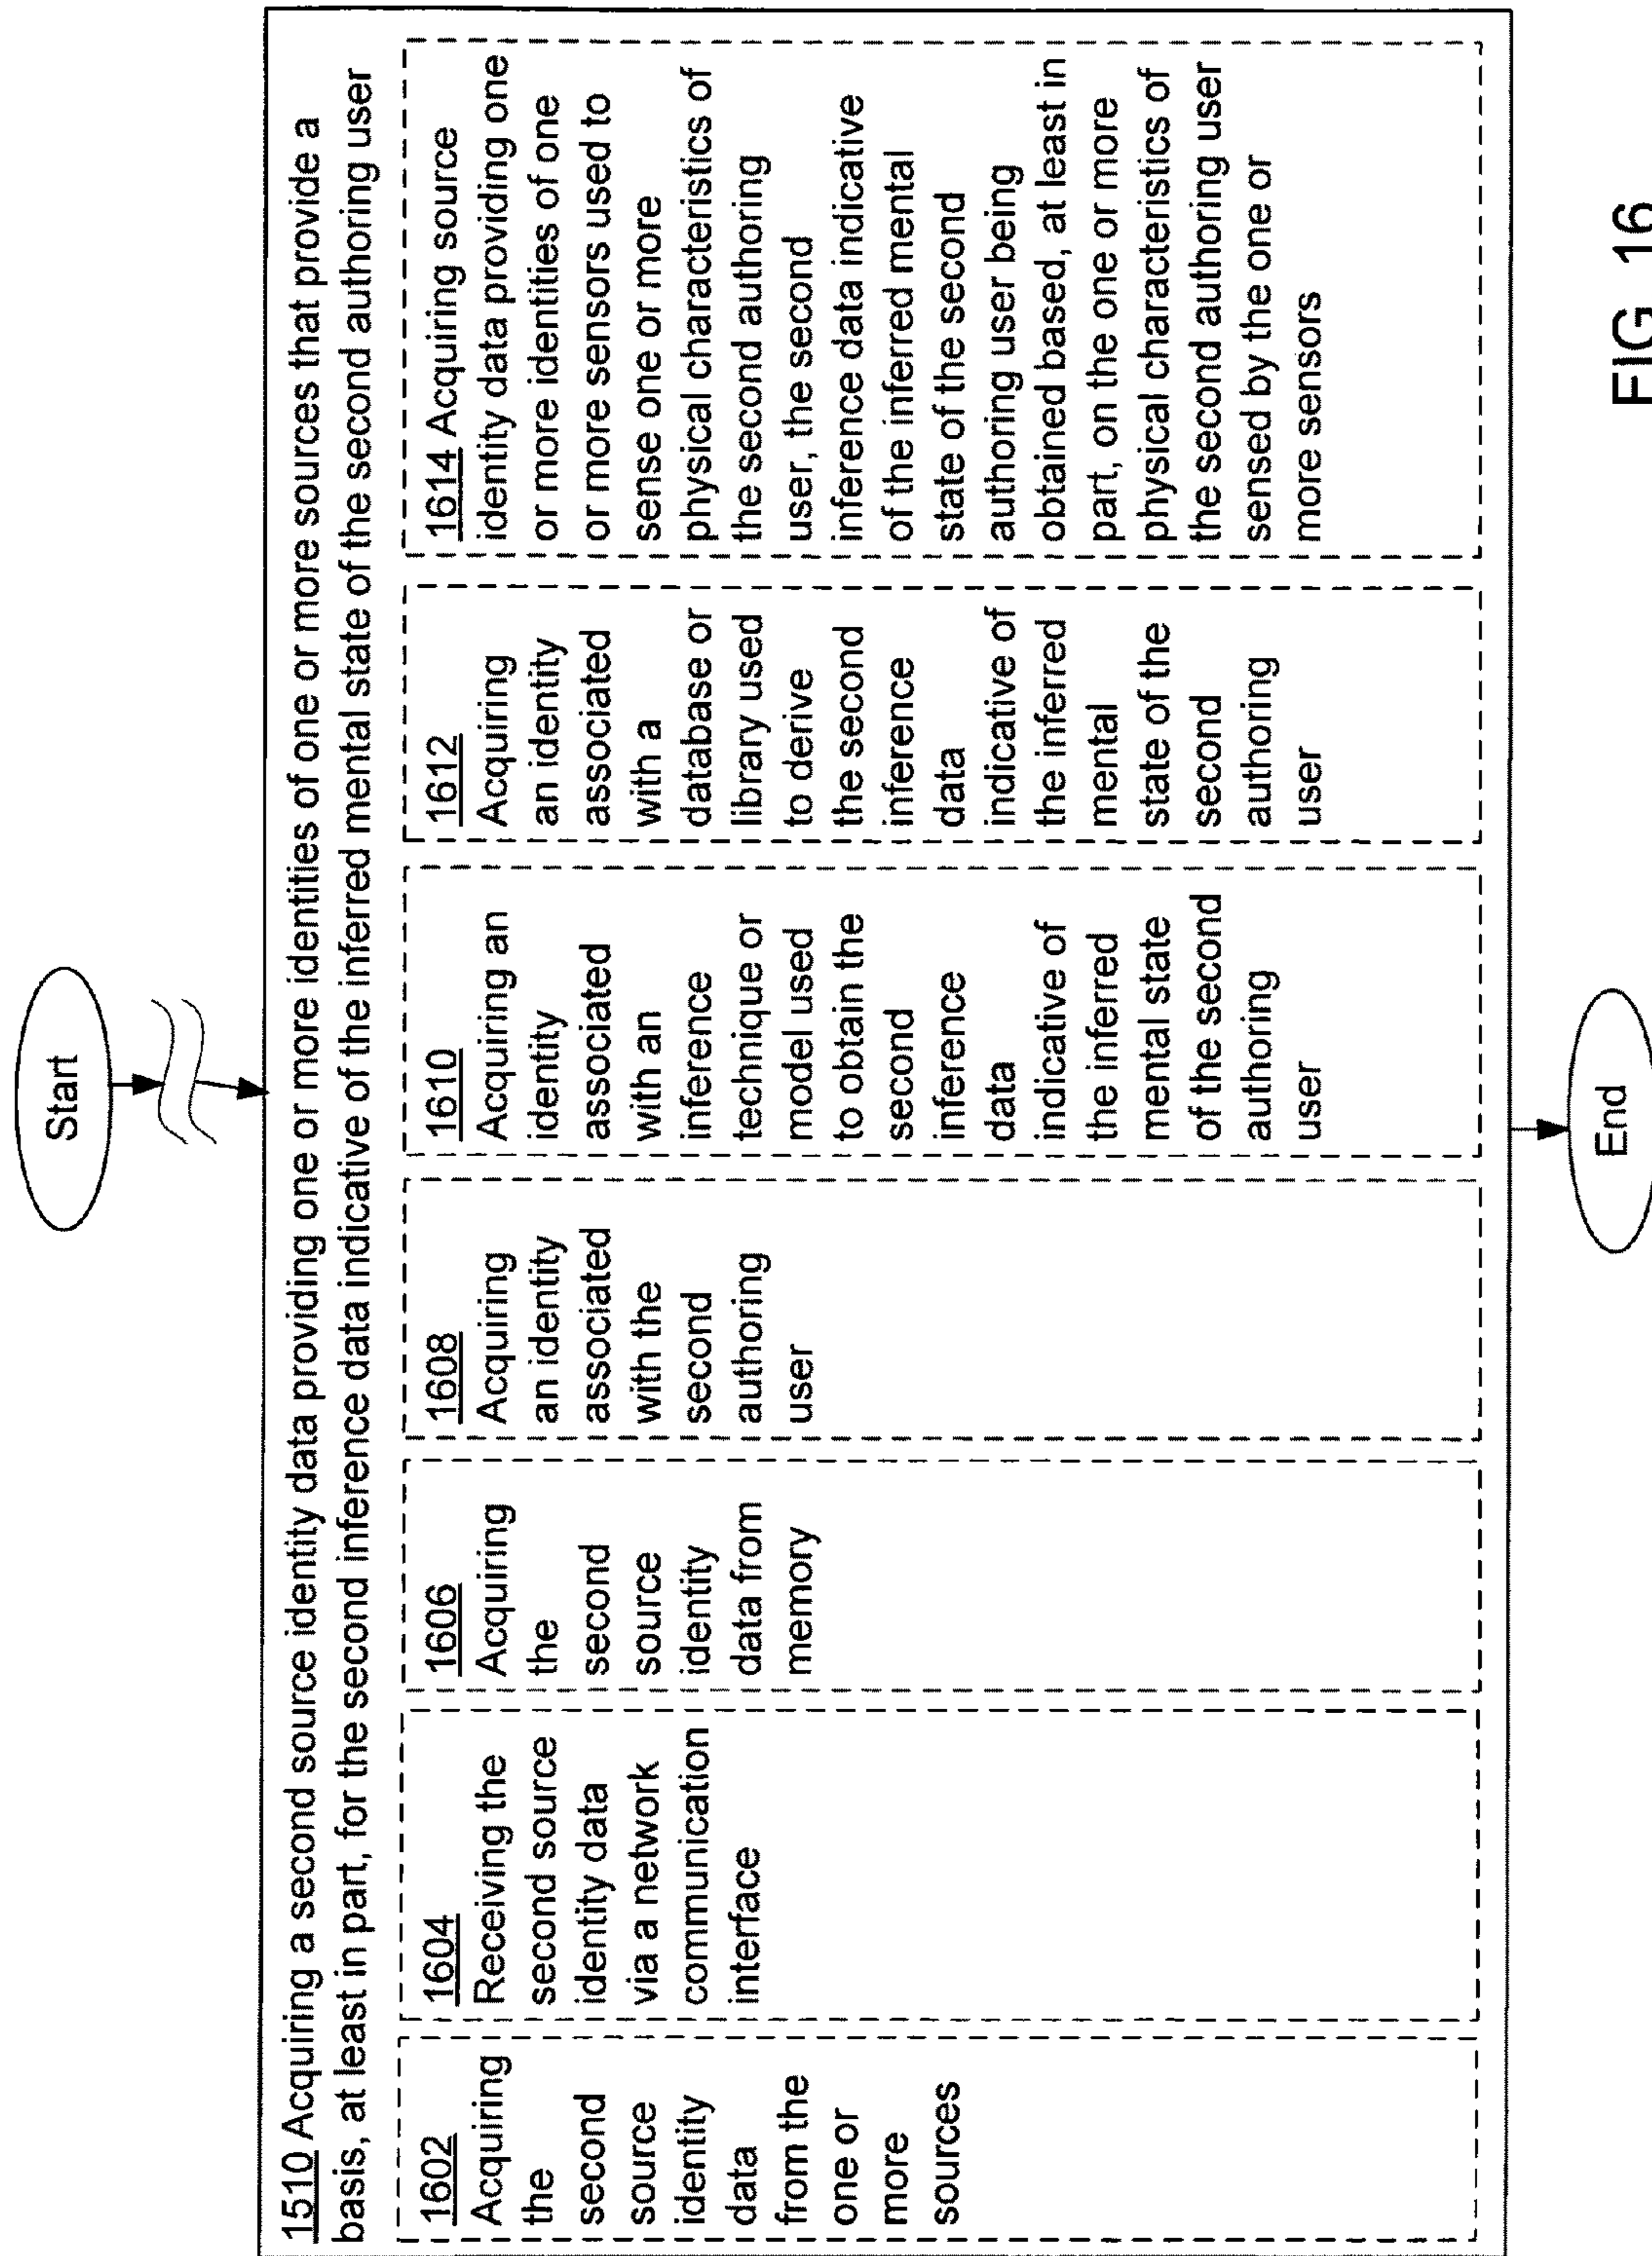 Start
1510 Acquiring a second source identity data providing one or more identities of one or more sources that provide a
basis, at least in part, for the second inference data indicative of the inferred mental state of the second authoring user
1602
Acquiring
the
second
source
identity
data
from the
one or
more
sources
1604
Receiving the
second source
identity data
via a network
communication
interface
1606
Acquiring
the
second
source
identity
data from
memory
1608
Acquiring
an identity
associated
with the
second
authoring
user
1610
Acquiring an
identity
associated
with an
inference
technique or
model used
to obtain the
second
inference
data
indicative of
the inferred
mental state
of the second
authoring
user
1612
Acquiring
an identity
associated
with a
database or
library used
to derive
the second
inference
data
indicative of
the inferred
mental
state of the
second
authoring
user
1614 Acquiring source
identity data providing one
or more identities of one
or more sensors used to
sense one or more
physical characteristics of
the second authoring
user, the second
inference data indicative
of the inferred mental
state of the second
authoring user being
obtained based, at least in
part, on the one or more
physical characteristics of
the second authoring user
sensed by the one or
more sensors
End
FIG. 16